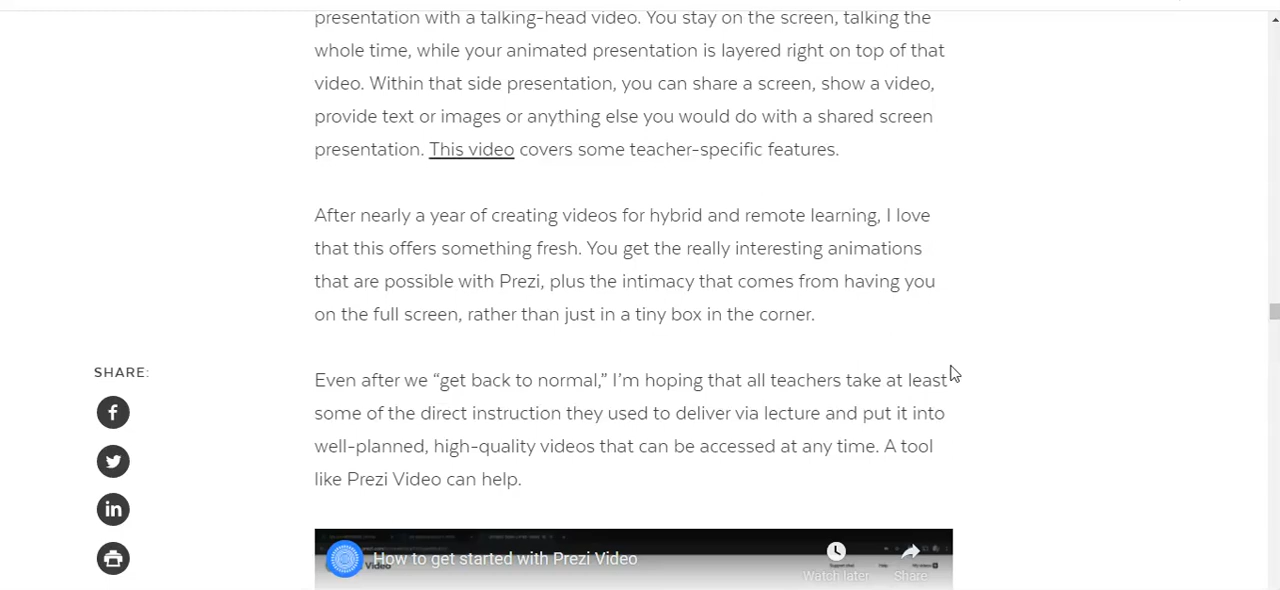 presentation with a talking-head video. You stay on the screen, talking the
whole time, while your animated presentation is layered right on top of that
video. Within that side presentation, you can share a screen, show a video,
provide text or images or anything else you would do with a shared screen
presentation. This video covers some teacher-specific features.
After nearly a year of creating videos for hybrid and remote learning, I love
that this offers something fresh. You get the really interesting animations
that are possible with Prezi, plus the intimacy that comes from having you
on the full screen, rather than just in a tiny box in the corner.
SHARE:
Even after we “get back to normal,” I’m hoping that all teachers take at least
some of the direct instruction they used to deliver via lecture and put it into
well-planned, high-quality videos that can be accessed at any time. A tool
like Prezi Video can help.
How to get started with Prezi Video
Watch later
Share